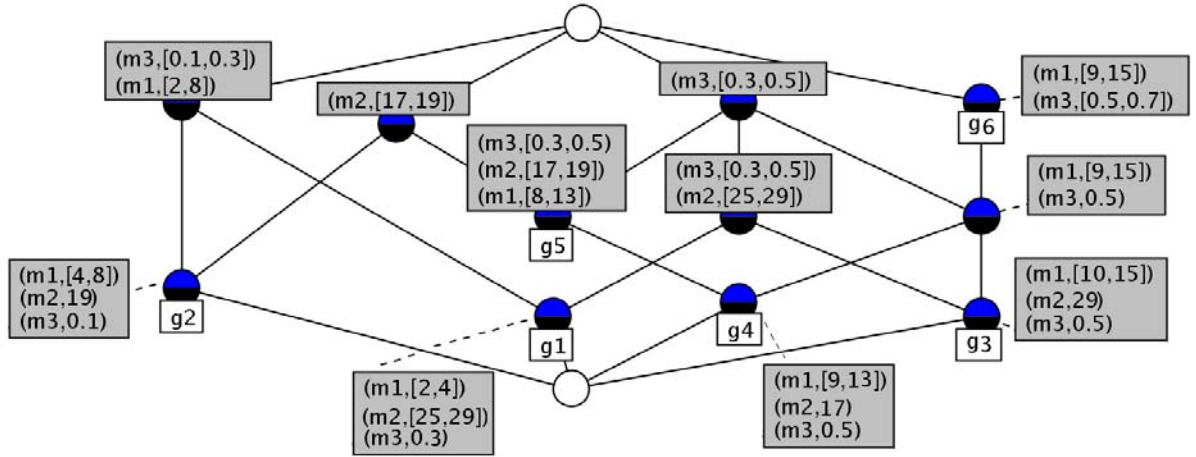 (m3,[0.1,0.3])
(m1,[2,8])
(m2,[17,19])
(m3,[0.3,0.5])
(m1,[9,15])
(m3,[0.5,0.7])
g6
(m3,[0.3,0.5)
(m2,[17,19])
(m1,[8,13])
g5
(m3,[0.3,0.5])
(m2,[25,29])
(m1,[9,15])
(m3,0.5)
(m1,[4,8])
(m2,19)
(m3,0.1)
g2
g1
g4
g3
(m1,[10,15])
(m2,29)
(m3,0.5)
(m1,[2,4])
(m2,[25,29])
(m3,0.3)
(m1,[9,13])
(m2,17)
(m3,0.5)